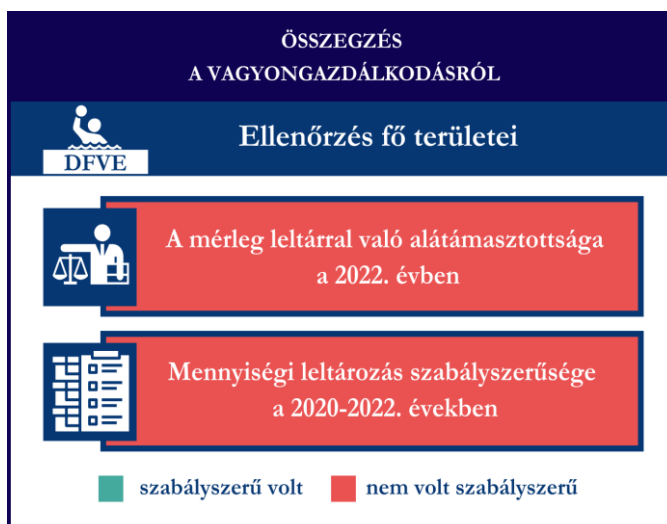 ÖSSZEGZÉS
A VAGYONGAZDÁLKODÁSRÓL
DFVE
Ellenőrzés fő területei
A mérleg leltárral való alátámasztottsága
a 2022. évben
Mennyiségi leltározás szabályszerűsége
a 2020-2022. években
szabályszerű volt
nem volt szabályszerű